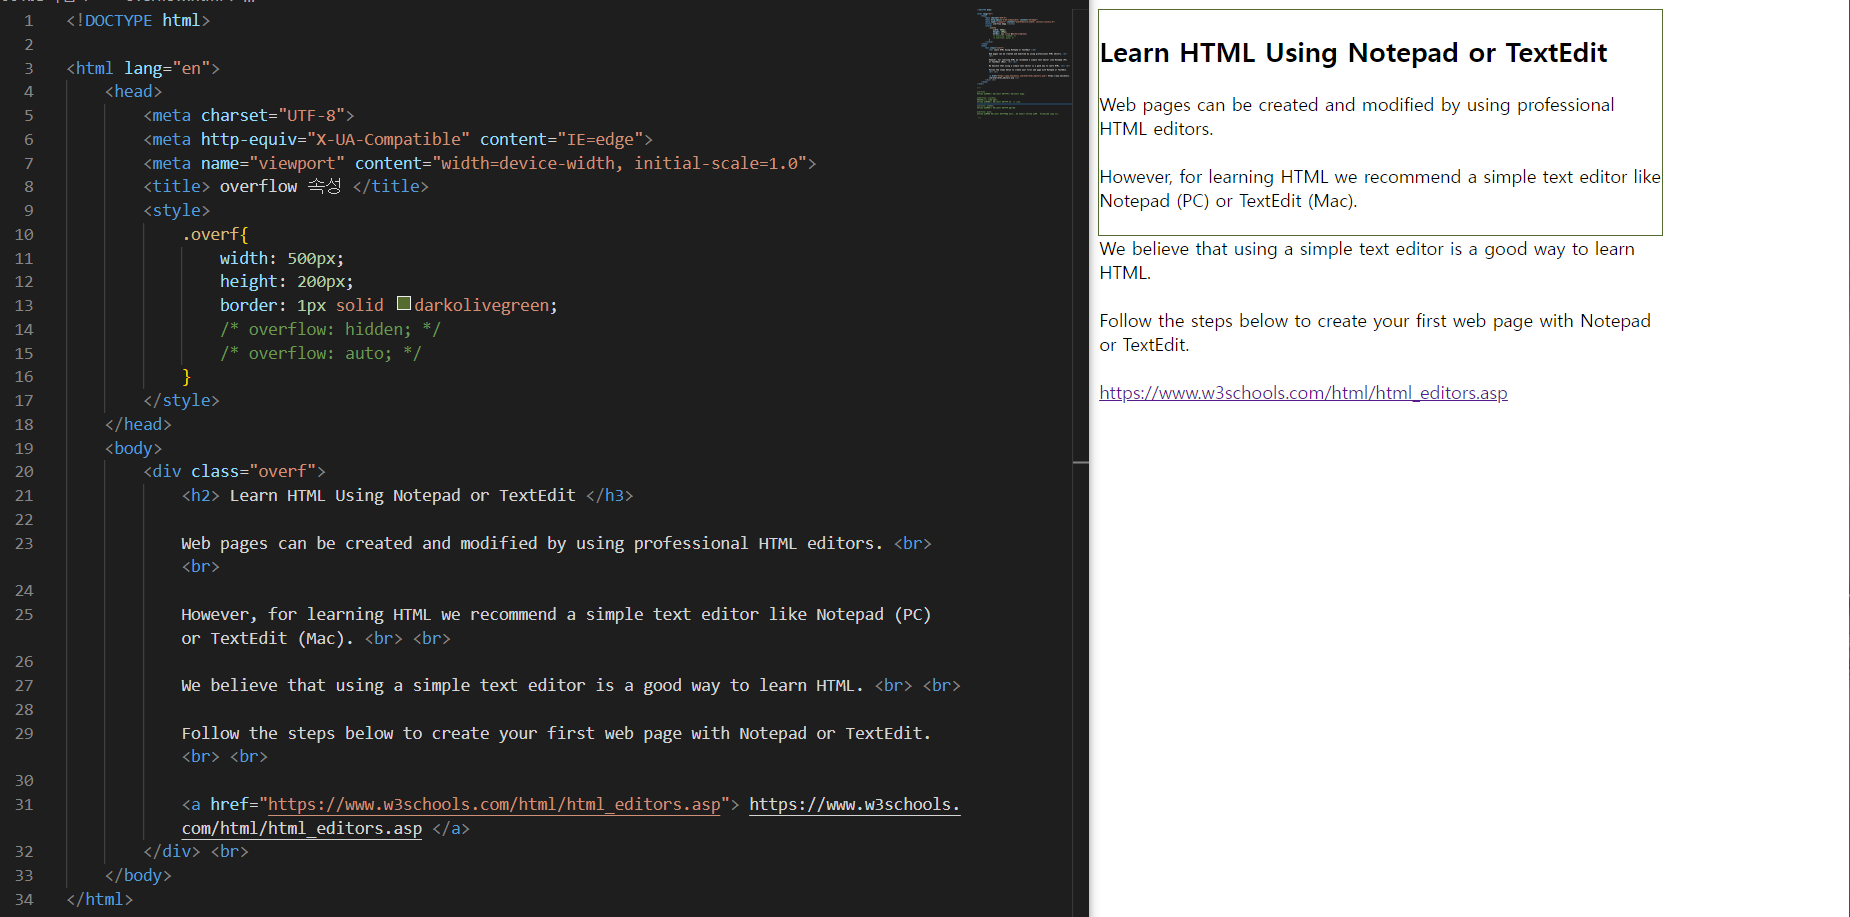 1 <!DOCTYPE html>
2
3 <html lang="en">
4 <head>
5 <meta charset="UTF-8">
6 <meta http-equiv="X-UA-Compatible" content="IE=edge">
7 <meta name="viewport" content="width=device-width, initial-scale=1.0">
8 <title> overflow 속성 </title>
9 <style>
10 .overf{
11 width: 500px;
12 height: 200px;
13 border: 1px solid darkolivegreen;
14 /* overflow: hidden; */
15 /* overflow: auto; */
16 }
17 </style>
18 </head>
19 <body>
20 <div class="overf">
21 <h2> Learn HTML Using Notepad or TextEdit </h3>
22
23 Web pages can be created and modified by using professional HTML editors. <br>
<br>
24
25 However, for learning HTML we recommend a simple text editor like Notepad (PC)
or TextEdit (Mac). <br> <br>
26
27 We believe that using a simple text editor is a good way to learn HTML. <br> <br>
28
29 Follow the steps below to create your first web page with Notepad or TextEdit.
<br> <br>
30
31 <a href="https://www.w3schools.com/html/html_editors.asp"> https://www.w3schools.
com/html/html_editors.asp </a>
32 </div> <br>
33 </body>
34 </html>
Learn HTML Using Notepad or TextEdit
Web pages can be created and modified by using professional
HTML editors.
However, for learning HTML we recommend a simple text editor like
Notepad (PC) or TextEdit (Mac).
We believe that using a simple text editor is a good way to learn
HTML.
Follow the steps below to create your first web page with Notepad
or TextEdit.
https://www.w3schools.com/html/html_editors.asp